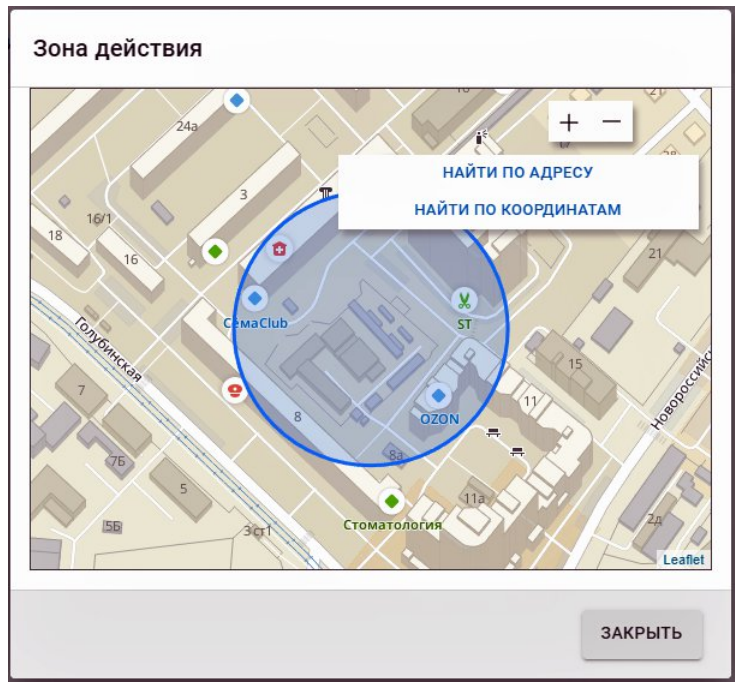 Зона действия
21
24а
+ −
НАЙТИ ПО АДРЕСУ
3
НАЙТИ ПО КООРДИНАТАМ
16/1
18
16
21
СемаClub
ST
Голубинская
15
Новороссийск
7
11
8
OZON
7Б
8а
5
11а
5Б
Стоматология
3 ст1
2д
Leaflet
ЗАКРЫТЬ